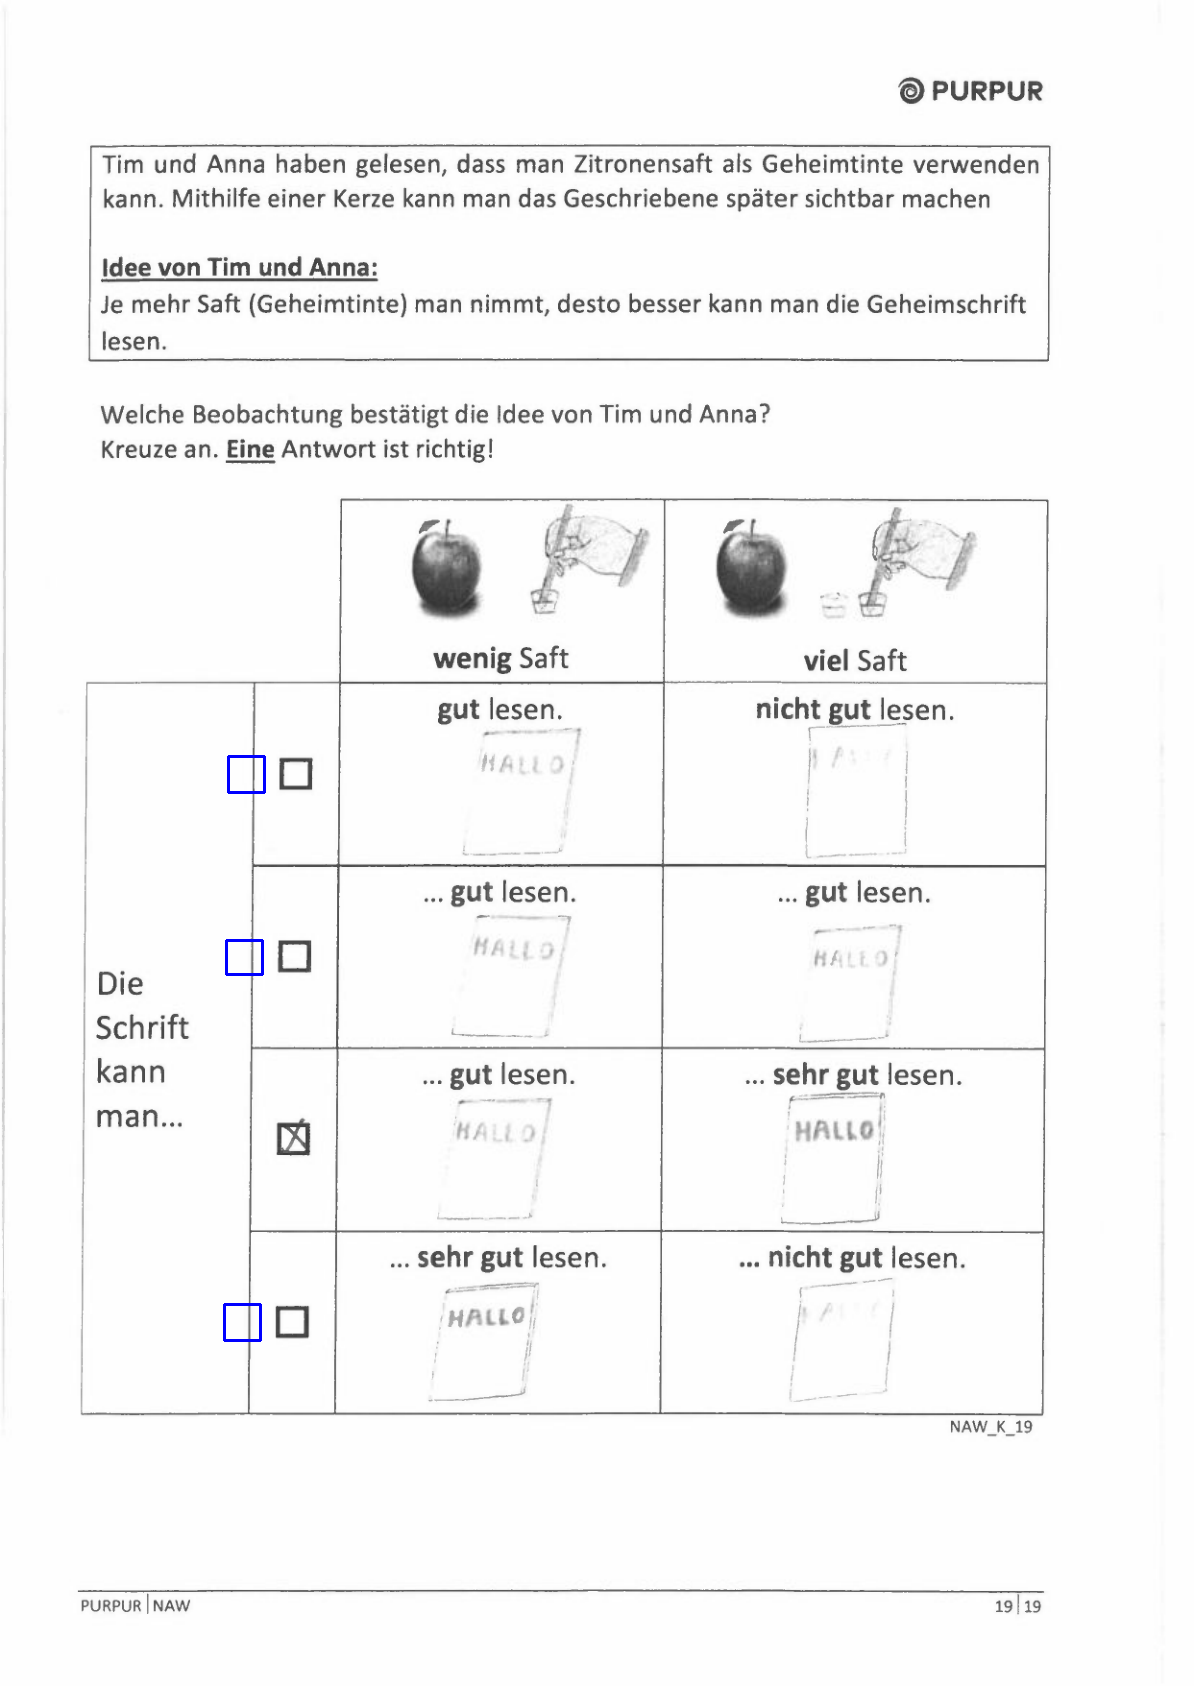 PURPUR
Tim und Anna haben gelesen, dass man Zitronensaft als Geheimtinte verwenden
kann. Mithilfe einer Kerze kann man das Geschriebene später sichtbar machen
Idee von Tim und Anna:
Je mehr Saft (Geheimtinte) man nimmt, desto besser kann man die Geheimschrift
lesen.
Welche Beobachtung bestätigt die Idee von Tim und Anna?
Kreuze an. Eine Antwort ist richtig!
wenig Saft
viel Saft
Die
Schrift
kann
man...
gut lesen.
HALLO
nicht gut lesen.
... gut lesen.
HALLO
... gut lesen.
HALLO
... gut lesen.
HALLO
... sehr gut lesen.
HALLO
... sehr gut lesen.
HALLO
... nicht gut lesen.
NAW_K_19
PURPUR | NAW
19 | 19